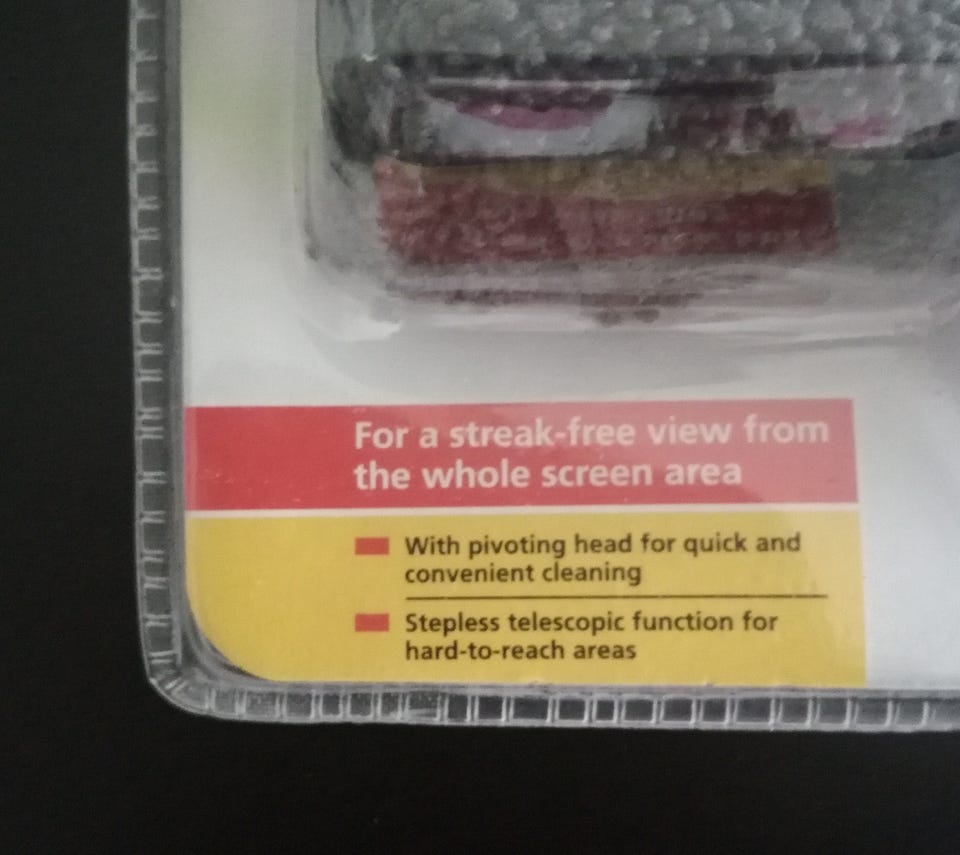 For a streak-free view from
the whole screen area
With pivoting head for quick and
convenient cleaning
Stepless telescopic function for
hard-to-reach areas